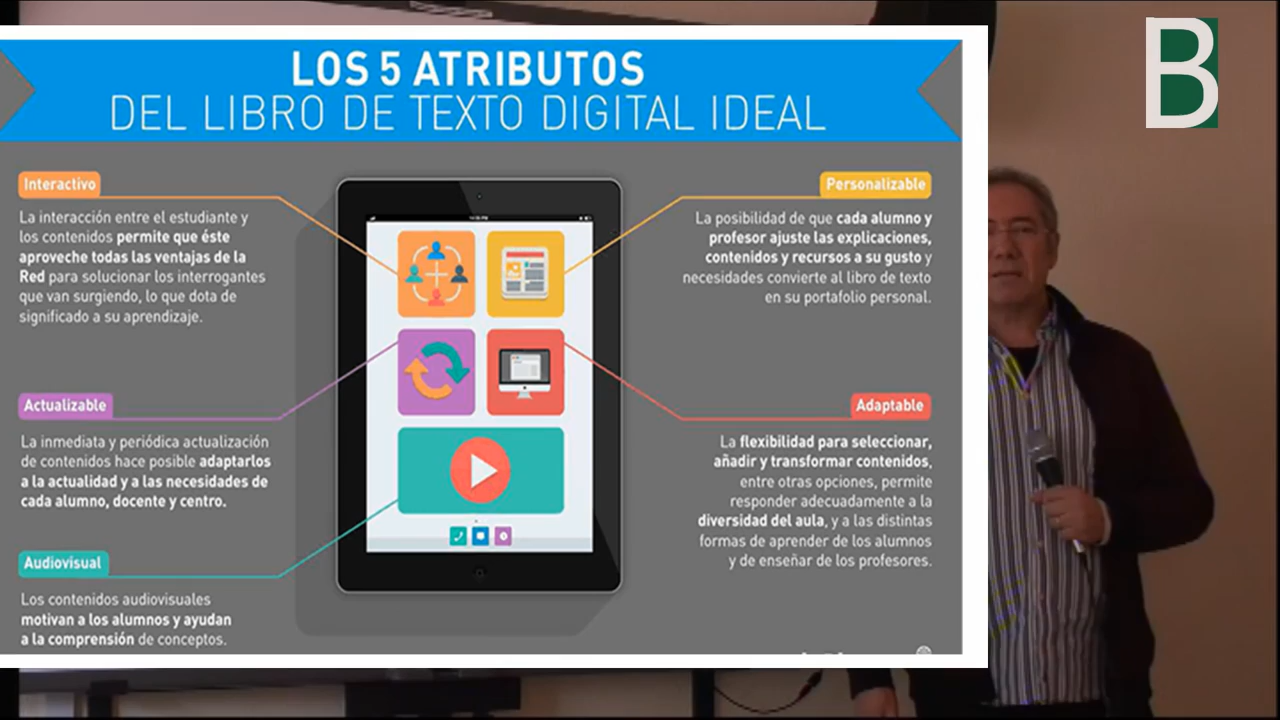 LOS 5 ATRIBUTOS
DEL LIBRO DE TEXTO DIGITAL IDEAL
Interactivo
La interacción entre el estudiante y
los contenidos permite que éste
aproveche todas las ventajas de la
Red para solucionar los interrogantes
que van surgiendo, lo que dota de
significado a su aprendizaje.
Actualizable
La inmediata y periódica actualización
de contenidos hace posible adaptarlos
a la actualidad y a las necesidades de
cada alumno, docente y centro.
Audiovisual
Los contenidos audiovisuales
motivan a los alumnos y ayudan
a la comprensión de conceptos.
Personalizable
La posibilidad de que cada alumno y
profesor ajuste las explicaciones,
contenidos y recursos a su gusto y
necesidades convierte al libro de texto
en su portafolio personal.
Adaptable
La flexibilidad para seleccionar,
añadir y transformar contenidos,
entre otras opciones, permite
responder adecuadamente a la
diversidad del aula, y a las distintas
formas de aprender de los alumnos
y de enseñar de los profesores.
B